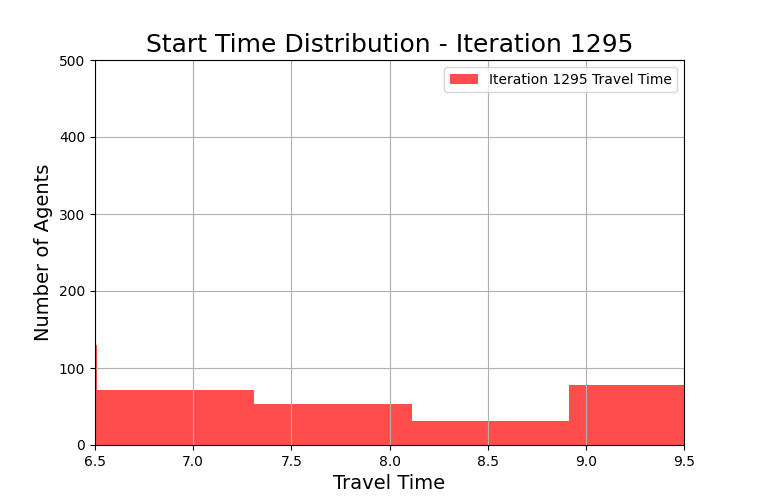 Start Time Distribution - Iteration 1295
500
Iteration 1295 Travel Time
400
300
200
100
0
Number of Agents
6.5 7.0 7.5 8.0 8.5 9.0 9.5
Travel Time